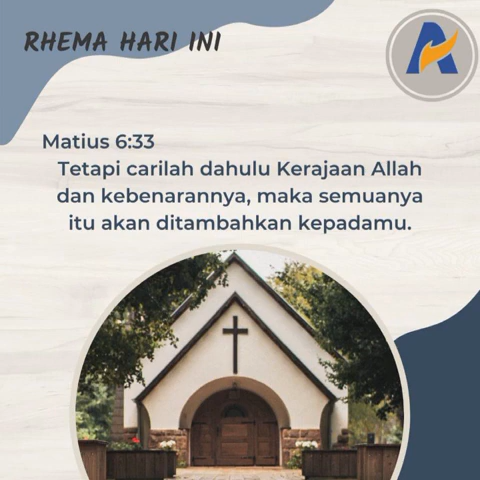 RHEMA HARI INI
Matius 6:33
Tetapi carilah dahulu Kerajaan Allah
dan kebenarannya, maka semuanya
itu akan ditambahkan kepadamu.